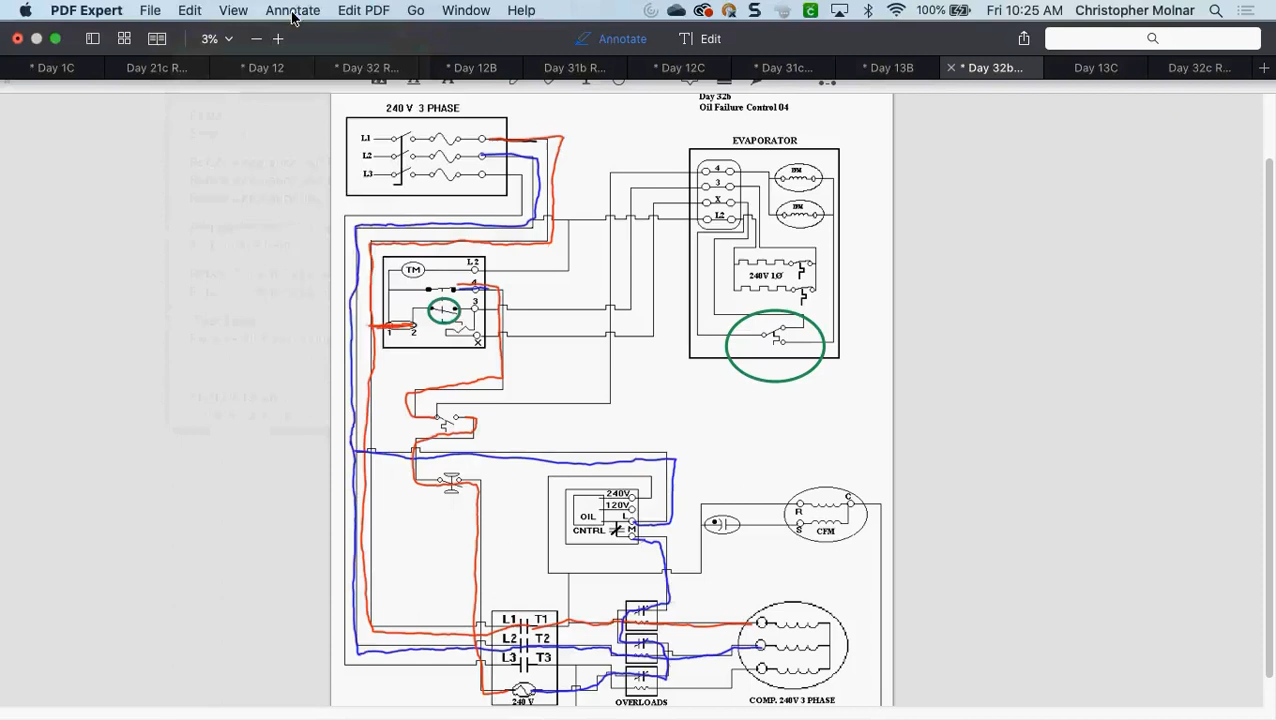 PDF Expert File Edit View Annotate Edit PDF Go Window Help 100% Fri 10:25 AM Christopher Molnar
3% Annotate Edit
* Day 1C Day 21c R... * Day 12 * Day 32 R... * Day 12B Day 31b R... * Day 12C * Day 31c... * Day 13B * Day 32b... Day 13C Day 32c R...
Day 32b
Oil Failure Control 04
240 V 3 PHASE
L1
L2
L3
EVAPORATOR
4
3
X
L2
240V 1Ø
TM
L2
4
3
1 2
X
240V
120V
OIL L
CNTRL M
C
R
S
CFM
L1 T1
L2 T2
L3 T3
240 V
OVERLOADS
COMP. 240V 3 PHASE